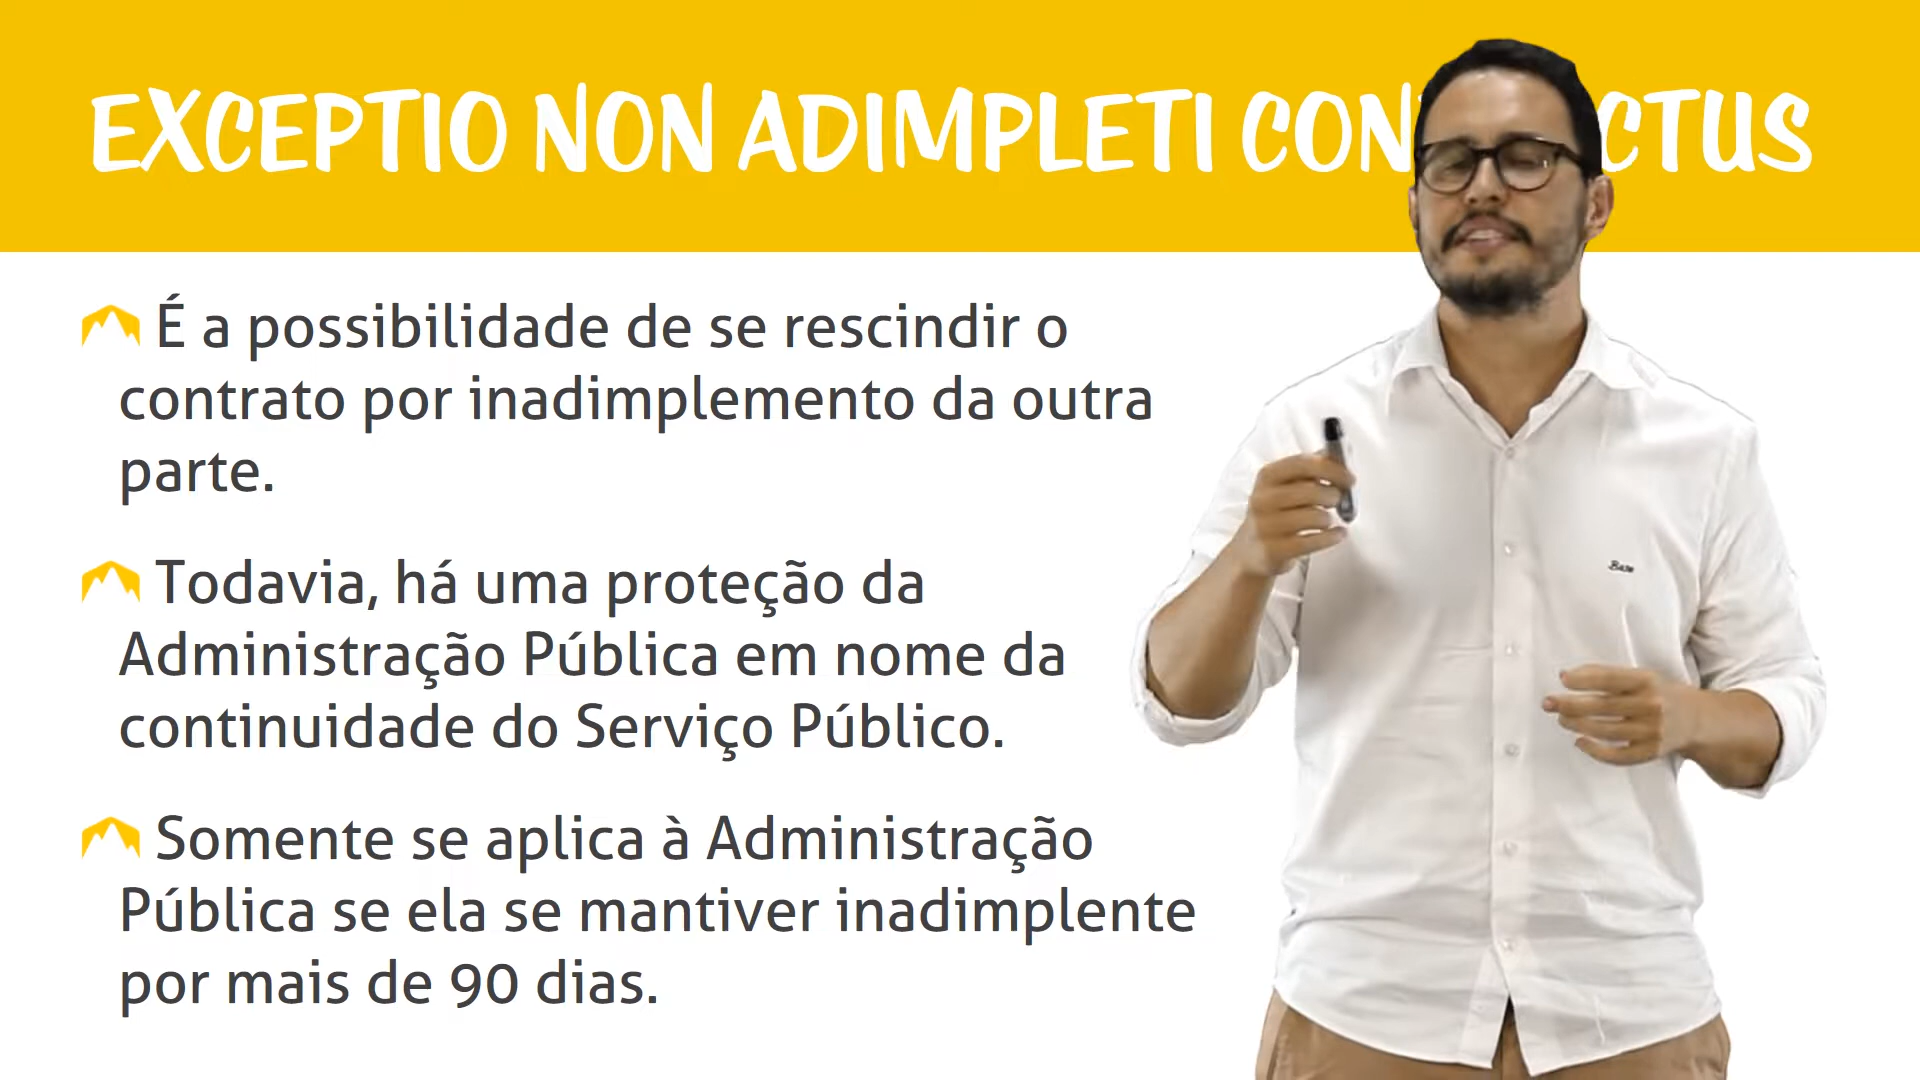 EXCEPTIO NON ADIMPLETI
É a possibilidade de se rescindir o
contrato por inadimplemento da outra
parte.
Todavia, há uma proteção da
Administração Pública em nome da
continuidade do Serviço Público.
Somente se aplica à Administração
Pública se ela se mantiver inadimplente
por mais de 90 dias.